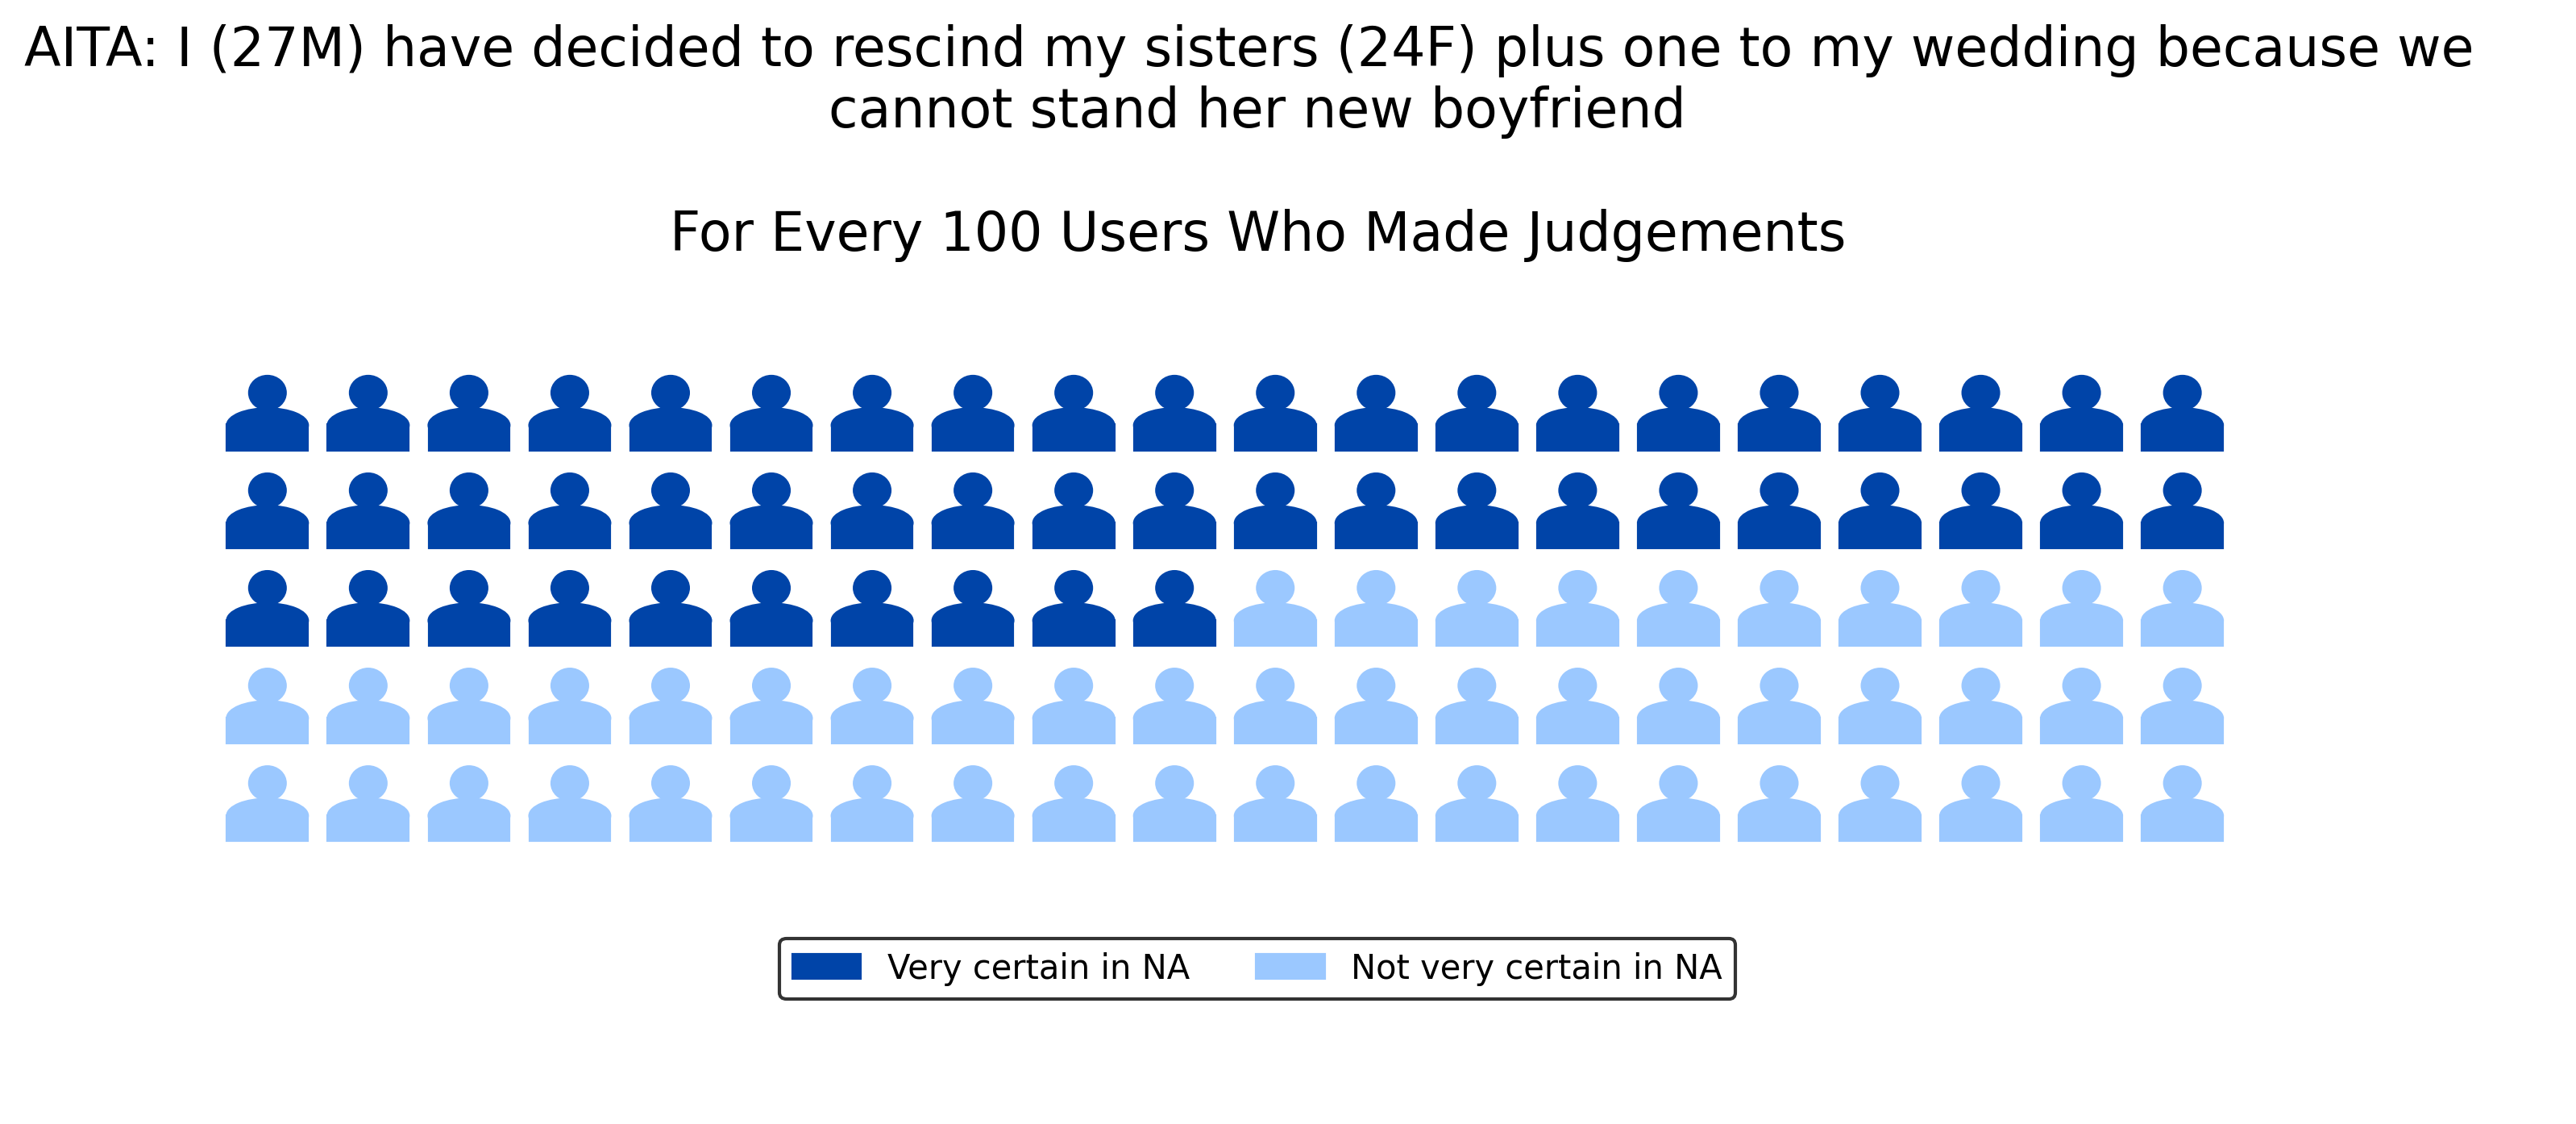 AITA: I (27M) have decided to rescind my sisters (24F) plus one to my wedding because we
cannot stand her new boyfriend
For Every 100 Users Who Made Judgements
Very certain in NA
Not very certain in NA